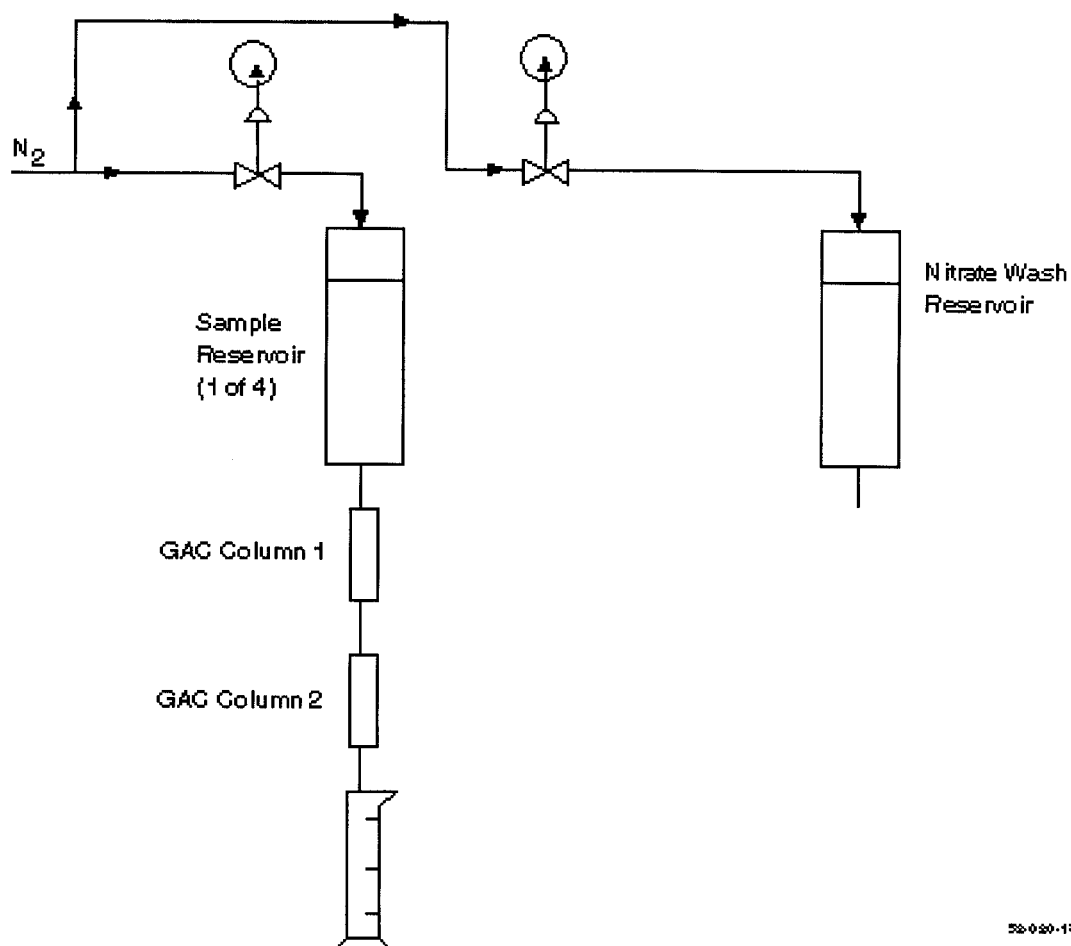 N2
Sample
Reservoir
(1 of 4)
Nitrate Wash
Reservoir
GAC Column 1
GAC Column 2